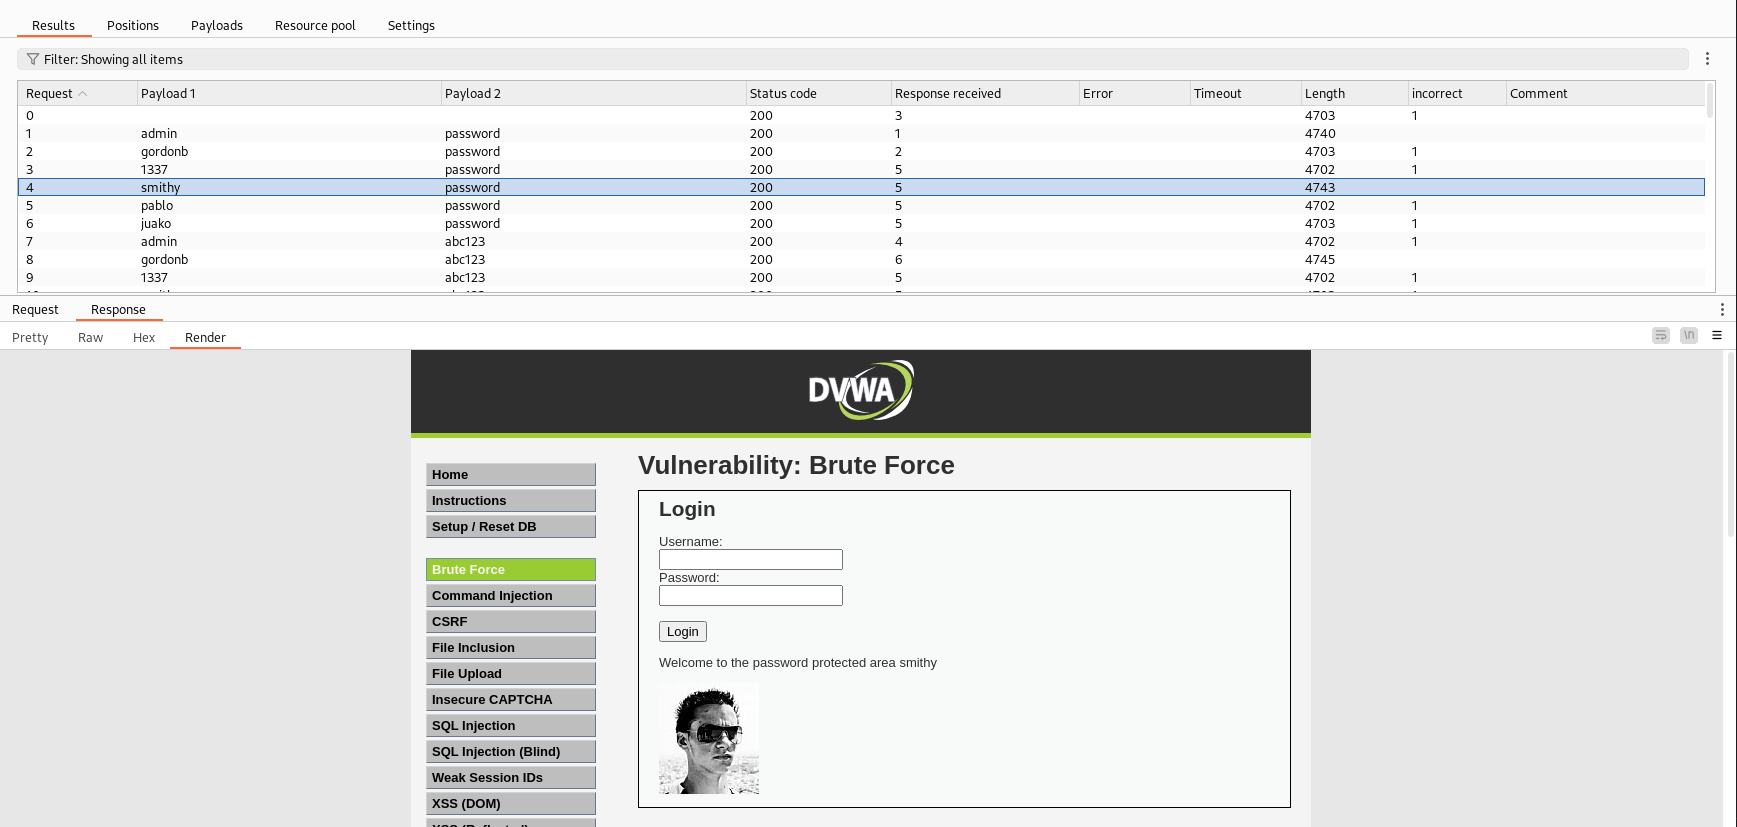 Results Positions Payloads Resource pool Settings
Filter: Showing all items
Request Payload 1 Payload 2 Status code Response received Error Timeout Length incorrect Comment
0 200 3 4703 1
1 admin password 200 1 4740
2 gordonb password 200 2 4703 1
3 1337 password 200 5 4702 1
4 smithy password 200 5 4743
5 pablo password 200 5 4702 1
6 juako password 200 5 4703 1
7 admin abc123 200 4 4702 1
8 gordonb abc123 200 6 4745
9 1337 abc123 200 5 4702 1
Request Response
Pretty Raw Hex Render
\n
DVWA
Vulnerability: Brute Force
Home
Instructions
Setup / Reset DB
Brute Force
Command Injection
CSRF
File Inclusion
File Upload
Insecure CAPTCHA
SQL Injection
SQL Injection (Blind)
Weak Session IDs
XSS (DOM)
Login
Username:
Password:
Login
Welcome to the password protected area smithy